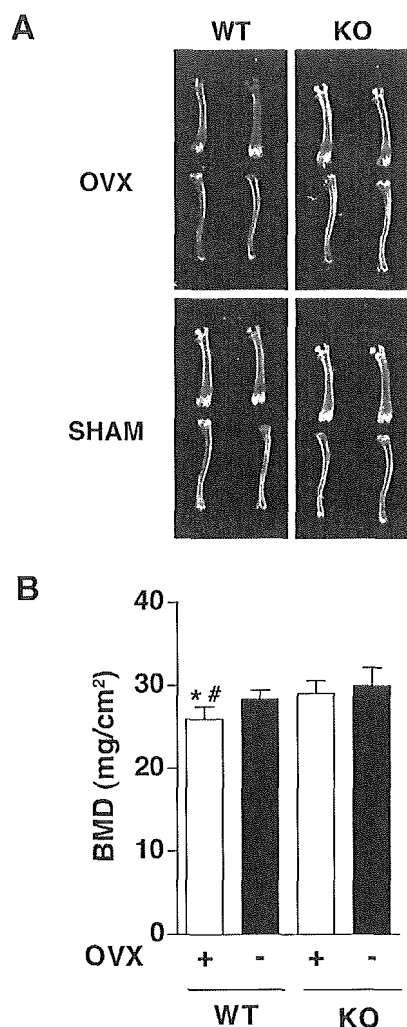 A
WT KO
OVX
SHAM
B
BMD (mg/cm²)
40
30
20
10
0
* #
OVX + - + -
WT KO